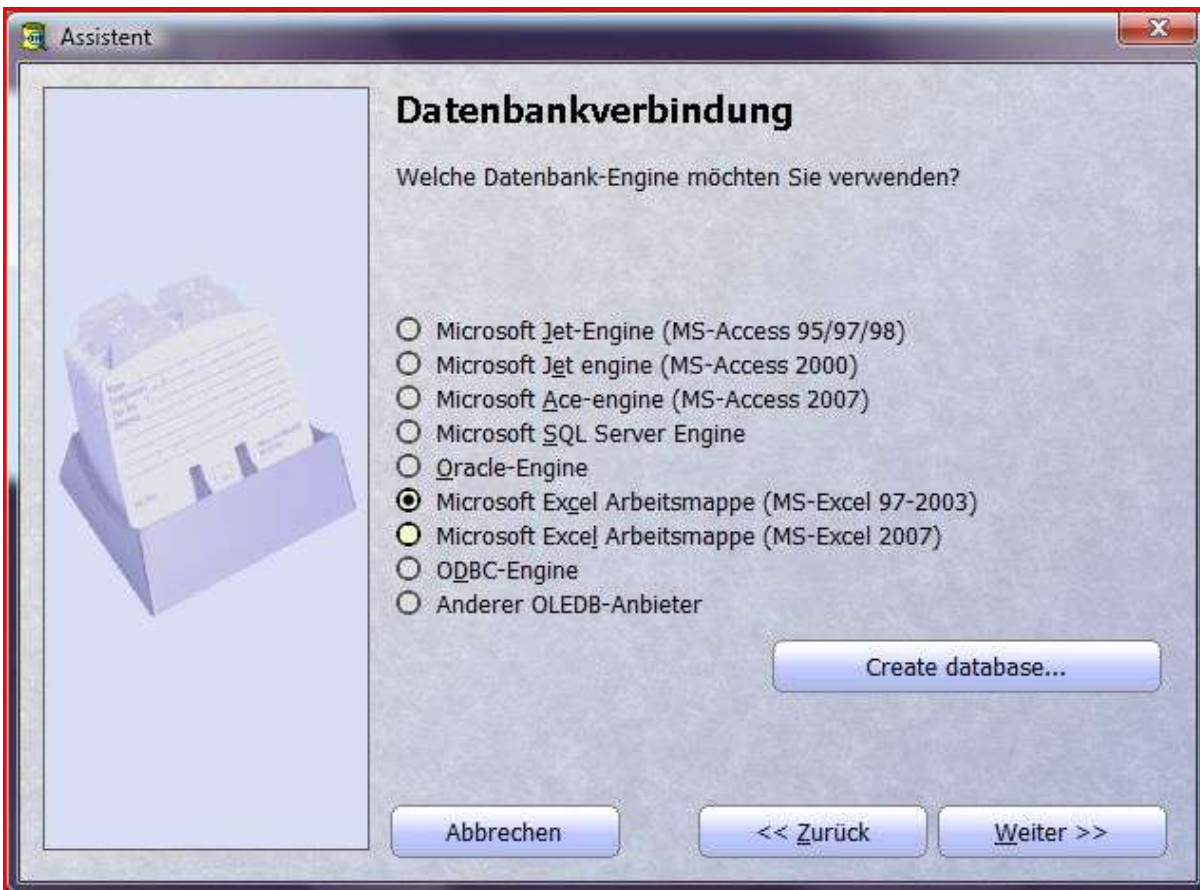 Assistent
Datenbankverbindung
Welche Datenbank-Engine möchten Sie verwenden?
Microsoft Jet-Engine (MS-Access 95/97/98)
Microsoft Jet engine (MS-Access 2000)
Microsoft Ace-engine (MS-Access 2007)
Microsoft SQL Server Engine
Oracle-Engine
Microsoft Excel Arbeitsmappe (MS-Excel 97-2003)
Microsoft Excel Arbeitsmappe (MS-Excel 2007)
ODBC-Engine
Anderer OLEDB-Anbieter
Create database...
Abbrechen
<< Zurück
Weiter >>